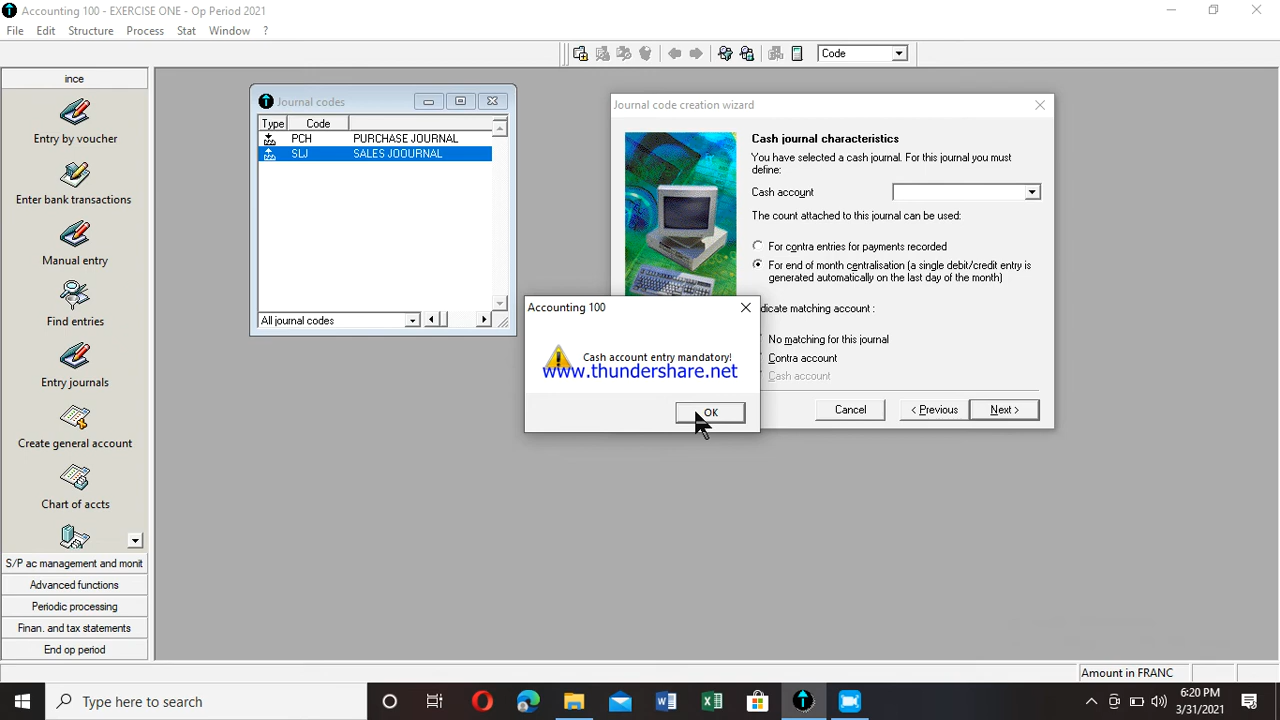 Accounting 100 - EXERCISE ONE - Op Period 2021
File Edit Structure Process Stat Window ?
Code
ince
Entry by voucher
Enter bank transactions
Manual entry
Find entries
Entry journals
Create general account
Chart of accts
S/P ac management and monit
Advanced functions
Periodic processing
Finan. and tax statements
End op period
Journal codes
Type Code
PCH PURCHASE JOURNAL
SLJ SALES JOOURNAL
All journal codes
Journal code creation wizard
Cash journal characteristics
You have selected a cash journal. For this journal you must
define:
Cash account
The count attached to this journal can be used:
For contra entries for payments recorded
For end of month centralisation (a single debit/credit entry is
generated automatically on the last day of the month)
dicate matching account :
No matching for this journal
Contra account
Cash account
Cancel < Previous Next >
Accounting 100
Cash account entry mandatory!
www.thundershare.net
OK
Amount in FRANC
Type here to search
6:20 PM
3/31/2021